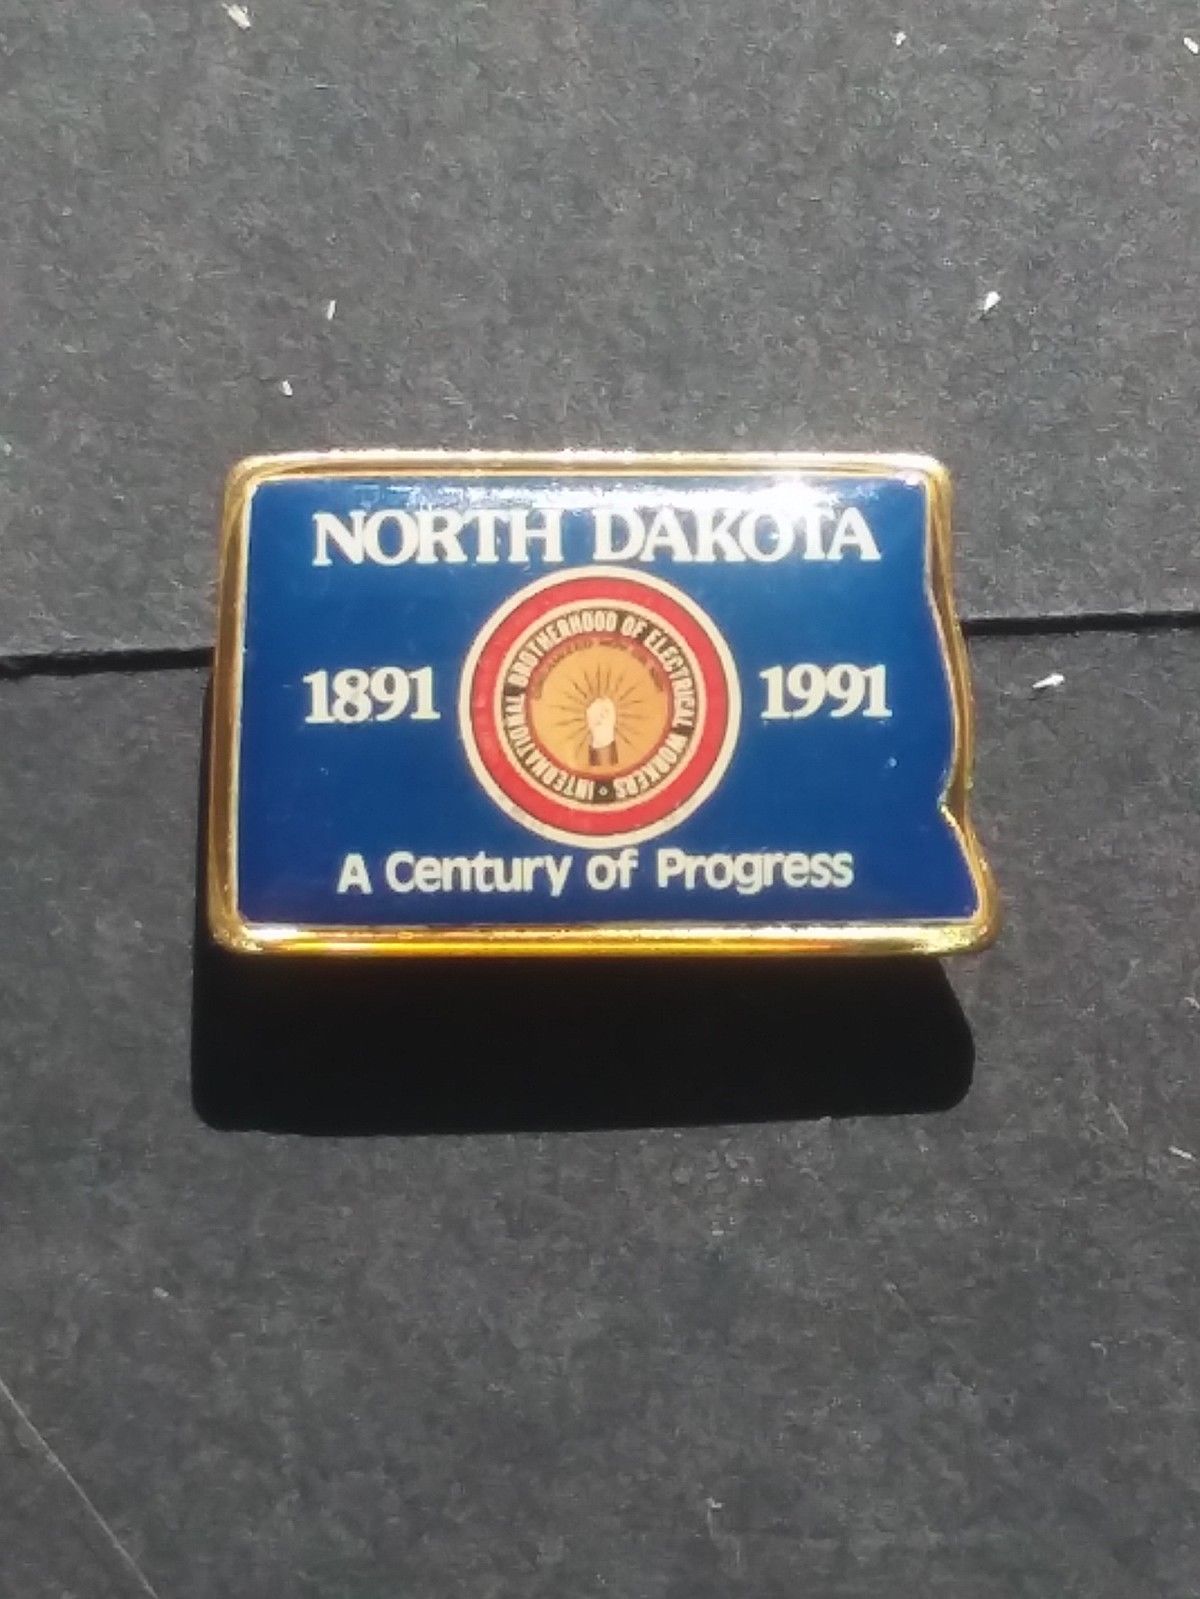 NORTH DAKOTA
1891 1991
INTERNATIONAL BROTHERHOOD OF ELECTRICAL WORKERS
A Century of Progress